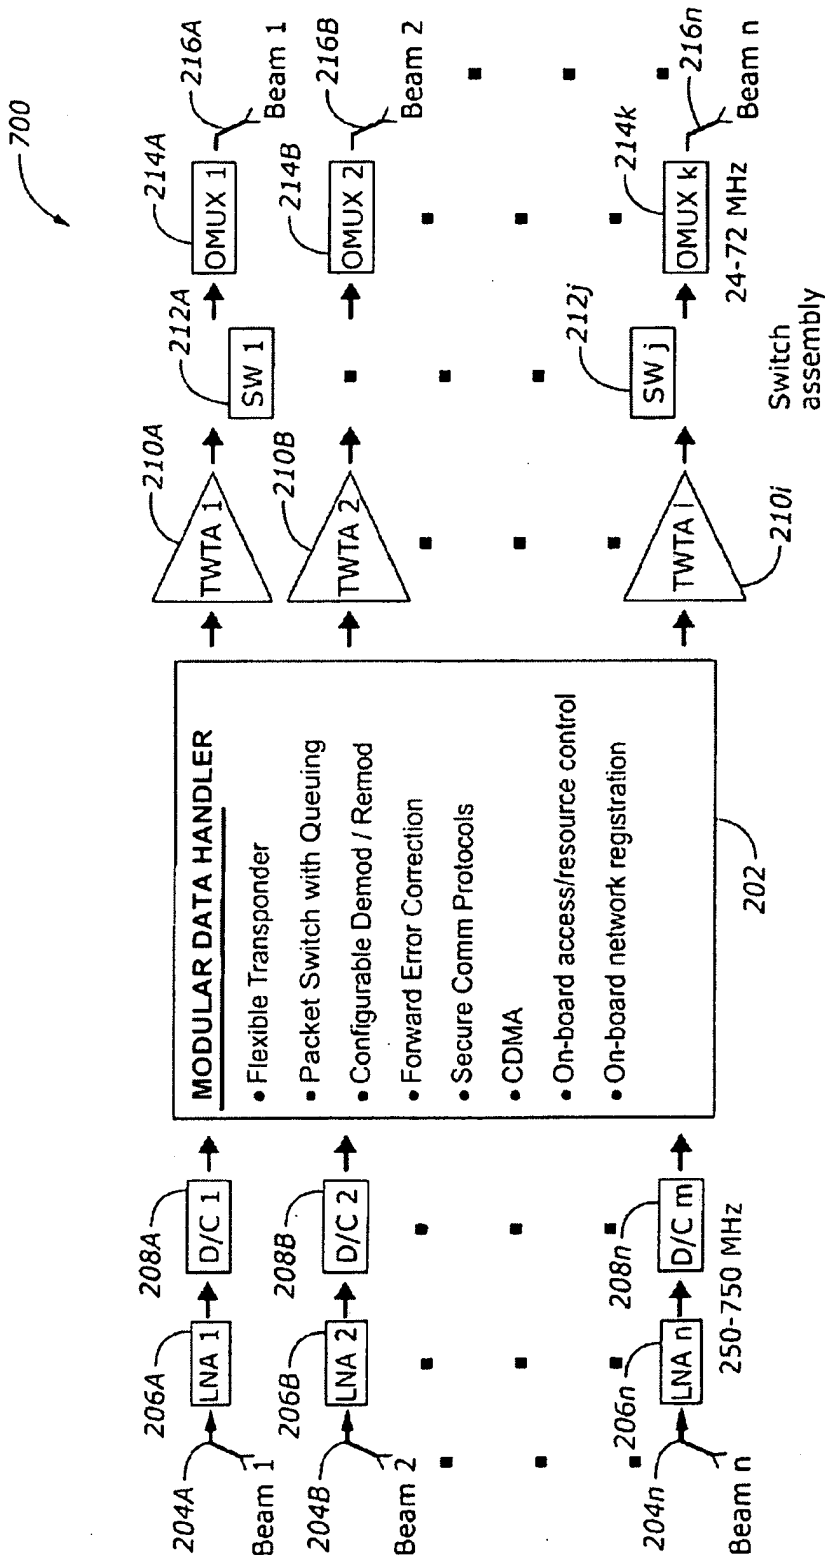 700
204A
206A
208A
210A
212A
214A
216A
Beam 1
LNA 1
D/C 1
TWTA 1
SW 1
OMUX 1
Beam 1
204B
206B
208B
210B
214B
216B
Beam 2
LNA 2
D/C 2
TWTA 2
OMUX 2
Beam 2
MODULAR DATA HANDLER
• Flexible Transponder
• Packet Switch with Queuing
• Configurable Demod / Remod
• Forward Error Correction
• Secure Comm Protocols
• CDMA
• On-board access/resource control
• On-board network registration
202
204n
206n
208n
212j
214k
216n
Beam n
LNA n
D/C m
TWTA i
SW j
OMUX k
Beam n
210i
250-750 MHz
24-72 MHz
Switch
assembly